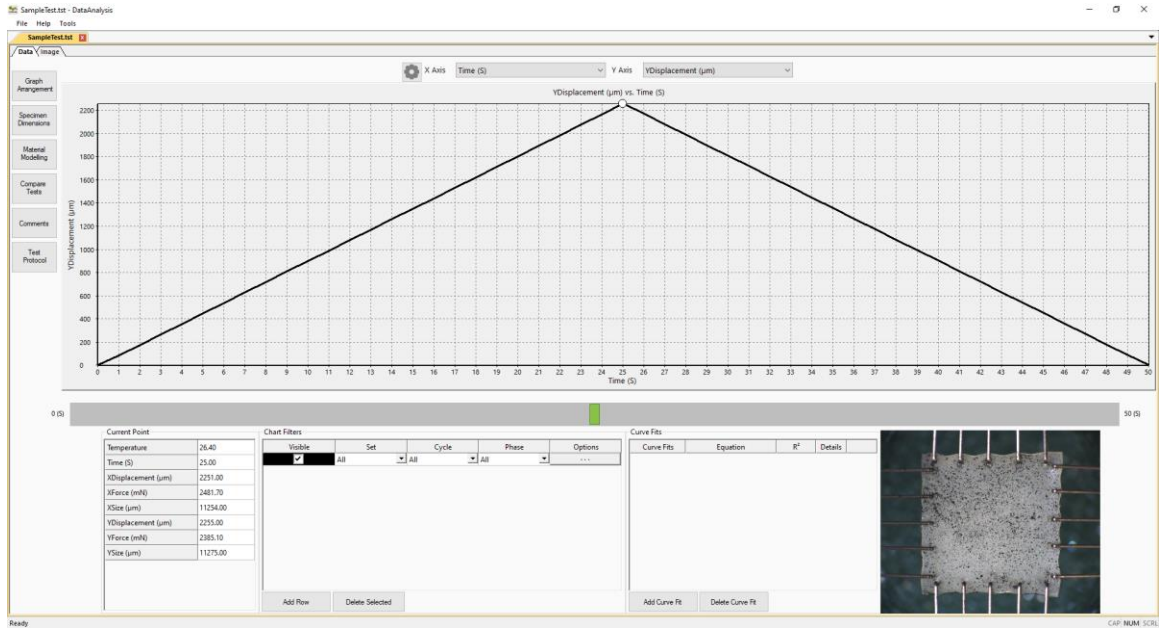 SampleTest.tst - DataAnalysis
File Help Tools
SampleTest.tst
Data Image
X Axis Time (S) Y Axis YDisplacement (µm)
Graph
Arrangement
Specimen
Dimensions
Material
Modelling
Compare
Tests
Comments
Test
Protocol
YDisplacement (µm) vs. Time (S)
YDisplacement (µm)
2200
2000
1800
1600
1400
1200
1000
800
600
400
200
0
0 1 2 3 4 5 6 7 8 9 10 11 12 13 14 15 16 17 18 19 20 21 22 23 24 25 26 27 28 29 30 31 32 33 34 35 36 37 38 39 40 41 42 43 44 45 46 47 48 49 50
Time (S)
0 (S) 50 (S)
Current Point
Temperature 26.40
Time (S) 25.00
XDisplacement (µm) 2251.00
XForce (mN) 2481.70
XSize (µm) 11254.00
YDisplacement (µm) 2255.00
YForce (mN) 2385.10
YSize (µm) 11275.00
Chart Filters
Visible Set Cycle Phase Options
All All All ...
Add Row Delete Selected
Curve Fits
Curve Fits Equation R² Details
Add Curve Fit Delete Curve Fit
Ready CAP NUM SCRL